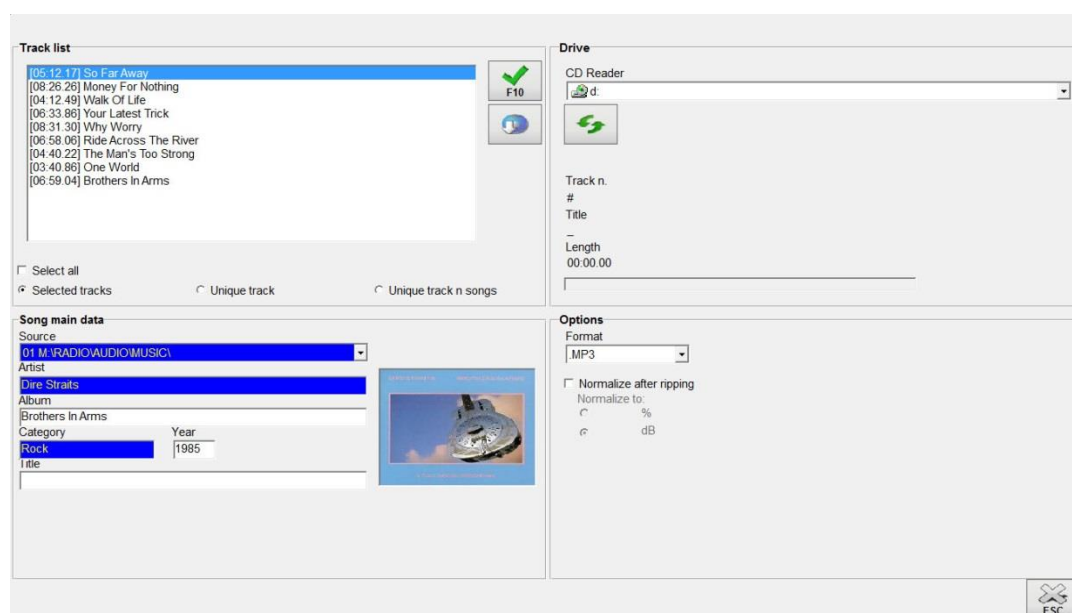 Track list
[05:12.17] So Far Away
[08:26.26] Money For Nothing
[04:12.49] Walk Of Life
[06:33.86] Your Latest Trick
[08:31.30] Why Worry
[06:58.06] Ride Across The River
[04:40.22] The Man's Too Strong
[03:40.86] One World
[06:59.04] Brothers In Arms
F10
Select all
Selected tracks
Unique track
Unique track n songs
Drive
CD Reader
d:
Track n.
#
Title
_
Length
00:00.00
Song main data
Source
01 M:\RADIO\AUDIO\MUSIC\
Artist
Dire Straits
Album
Brothers In Arms
Category Year
Rock 1985
Title
Options
Format
.MP3
Normalize after ripping
Normalize to:
%
dB
ESC